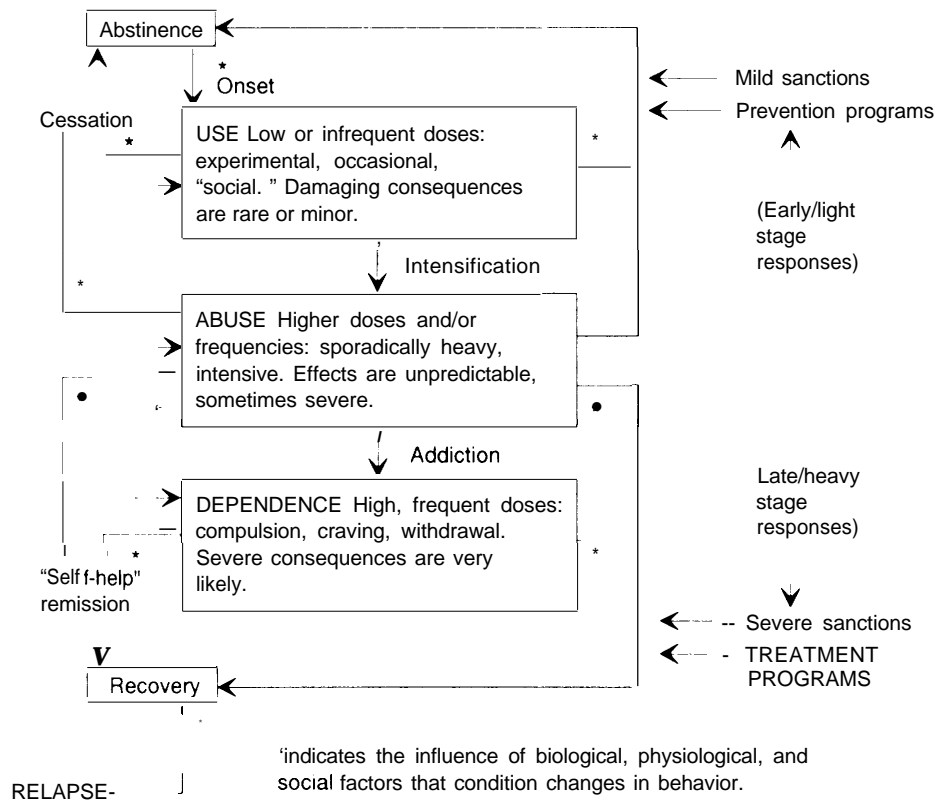 Abstinence
*
Onset
Mild sanctions
Prevention programs
Cessation
*
USE Low or infrequent doses:
experimental, occasional,
“social. ” Damaging consequences
are rare or minor.
*
(Early/light
stage
responses)
Intensification
*
ABUSE Higher doses and/or
frequencies: sporadically heavy,
intensive. Effects are unpredictable,
sometimes severe.
Addiction
DEPENDENCE High, frequent doses:
compulsion, craving, withdrawal.
Severe consequences are very
likely.
*
*
Late/heavy
stage
responses)
“Self f-help"
remission
-- Severe sanctions
- TREATMENT
PROGRAMS
V
Recovery
‘indicates the influence of biological, physiological, and
social factors that condition changes in behavior.
RELAPSE-